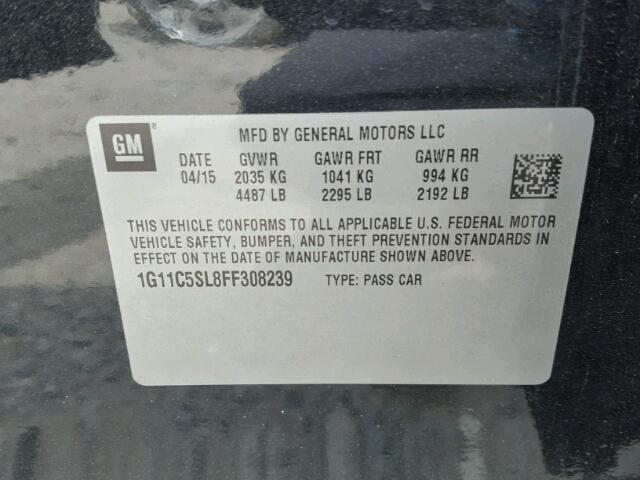 GM
MFD BY GENERAL MOTORS LLC
DATE GVWR GAWR FRT GAWR RR
04/15 2035 KG 1041 KG 994 KG
4487 LB 2295 LB 2192 LB
THIS VEHICLE CONFORMS TO ALL APPLICABLE U.S. FEDERAL MOTOR
VEHICLE SAFETY, BUMPER, AND THEFT PREVENTION STANDARDS IN
EFFECT ON THE DATE OF MANUFACTURE SHOWN ABOVE.
1G11C5SL8FF308239 TYPE: PASS CAR